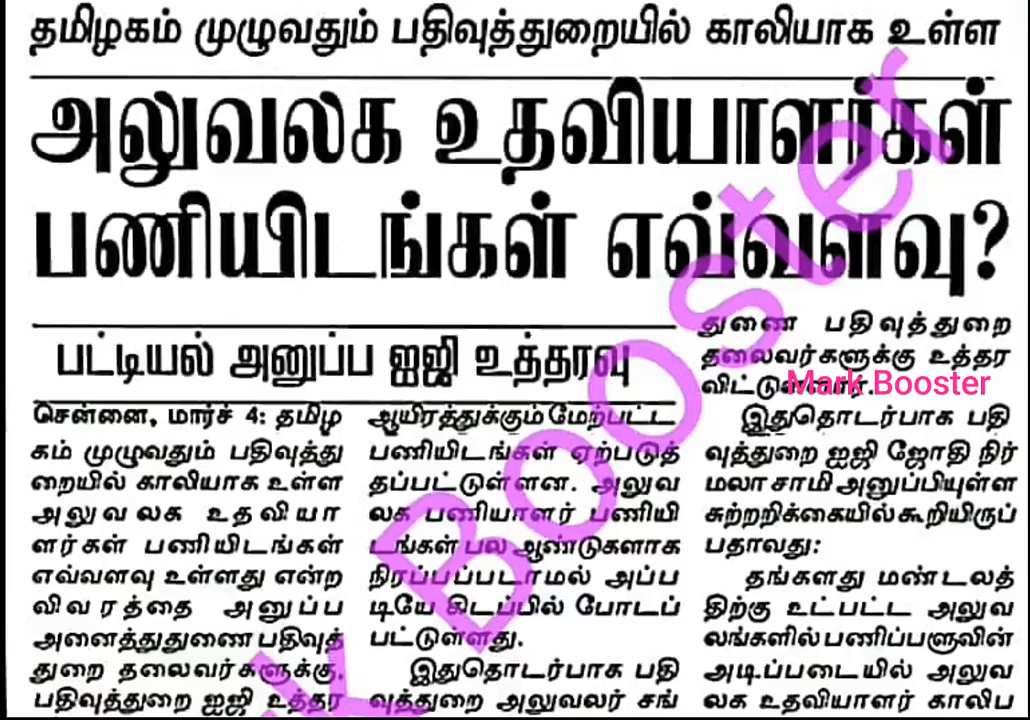 தமிழகம் முழுவதும் பதிவுத்துறையில் காலியாக உள்ள
அலுவலக உதவியாளர்கள்
பணியிடங்கள் எவ்வளவு?
பட்டியல் அனுப்ப ஐஜி உத்தரவு
சென்னை, மார்ச் 4: தமிழ
கம் முழுவதும் பதிவுத்து
றையில் காலியாக உள்ள
அலுவலக உதவியா
ளர்கள் பணியிடங்கள்
எவ்வளவு உள்ளது என்ற
விவரத்தை அனுப்ப
அனைத்துதுணை பதிவுத்
துறை தலைவர்களுக்கு,
பதிவுத்துறை ஐஜி உத்தர
ஆயிரத்துக்கும் மேற்பட்ட
பணியிடங்கள் ஏற்படுத்
தப்பட்டுள்ளன. அலுவ
லக பணியாளர் பணியி
டங்கள் பல ஆண்டுகளாக
நிரப்பப்படாமல் அப்ப
டியே கிடப்பில் போடப்
பட்டுள்ளது.
இதுதொடர்பாக பதி
வுத்துறை அலுவலர் சங்
துணை பதிவுத்துறை
தலைவர்களுக்கு உத்தர
விட்டுள்ளார்.
இதுதொடர்பாக பதி
வுத்துறை ஐஜி ஜோதி நிர்
மலா சாமி அனுப்பியுள்ள
சுற்றறிக்கையில் கூறியிருப்
பதாவது:
தங்களது மண்டலத்
திற்கு உட்பட்ட அலுவ
லங்களில் பணிப்பளுவின்
அடிப்படையில் அலுவ
லக உதவியாளர் காலிப
Mark Booster
k Booster